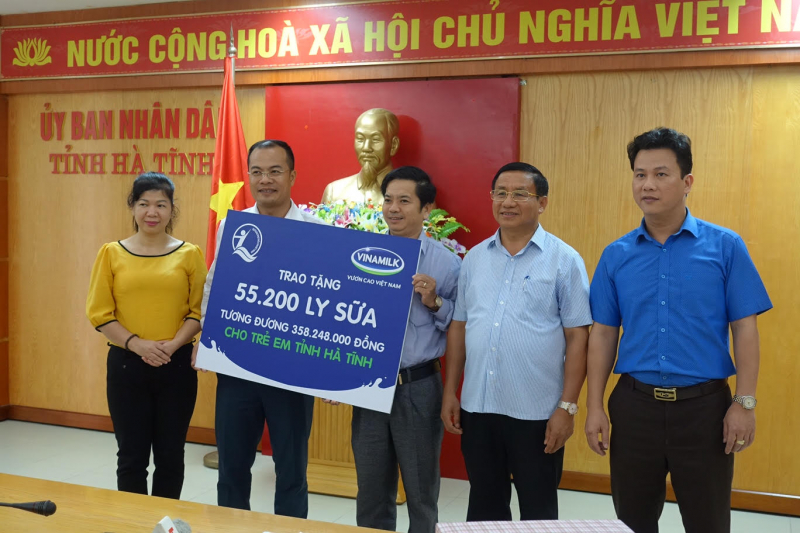 NƯỚC CỘNG HOÀ XÃ HỘI CHỦ NGHĨA VIỆT NA
ỦY BAN NHÂN DÂ
TỈNH HÀ TĨNH
VINAMILK
VƯƠN CAO VIỆT NAM
TRAO TẶNG
55.200 LY SỮA
TƯƠNG ĐƯƠNG 358.248.000 ĐỒNG
CHO TRẺ EM TỈNH HÀ TĨNH